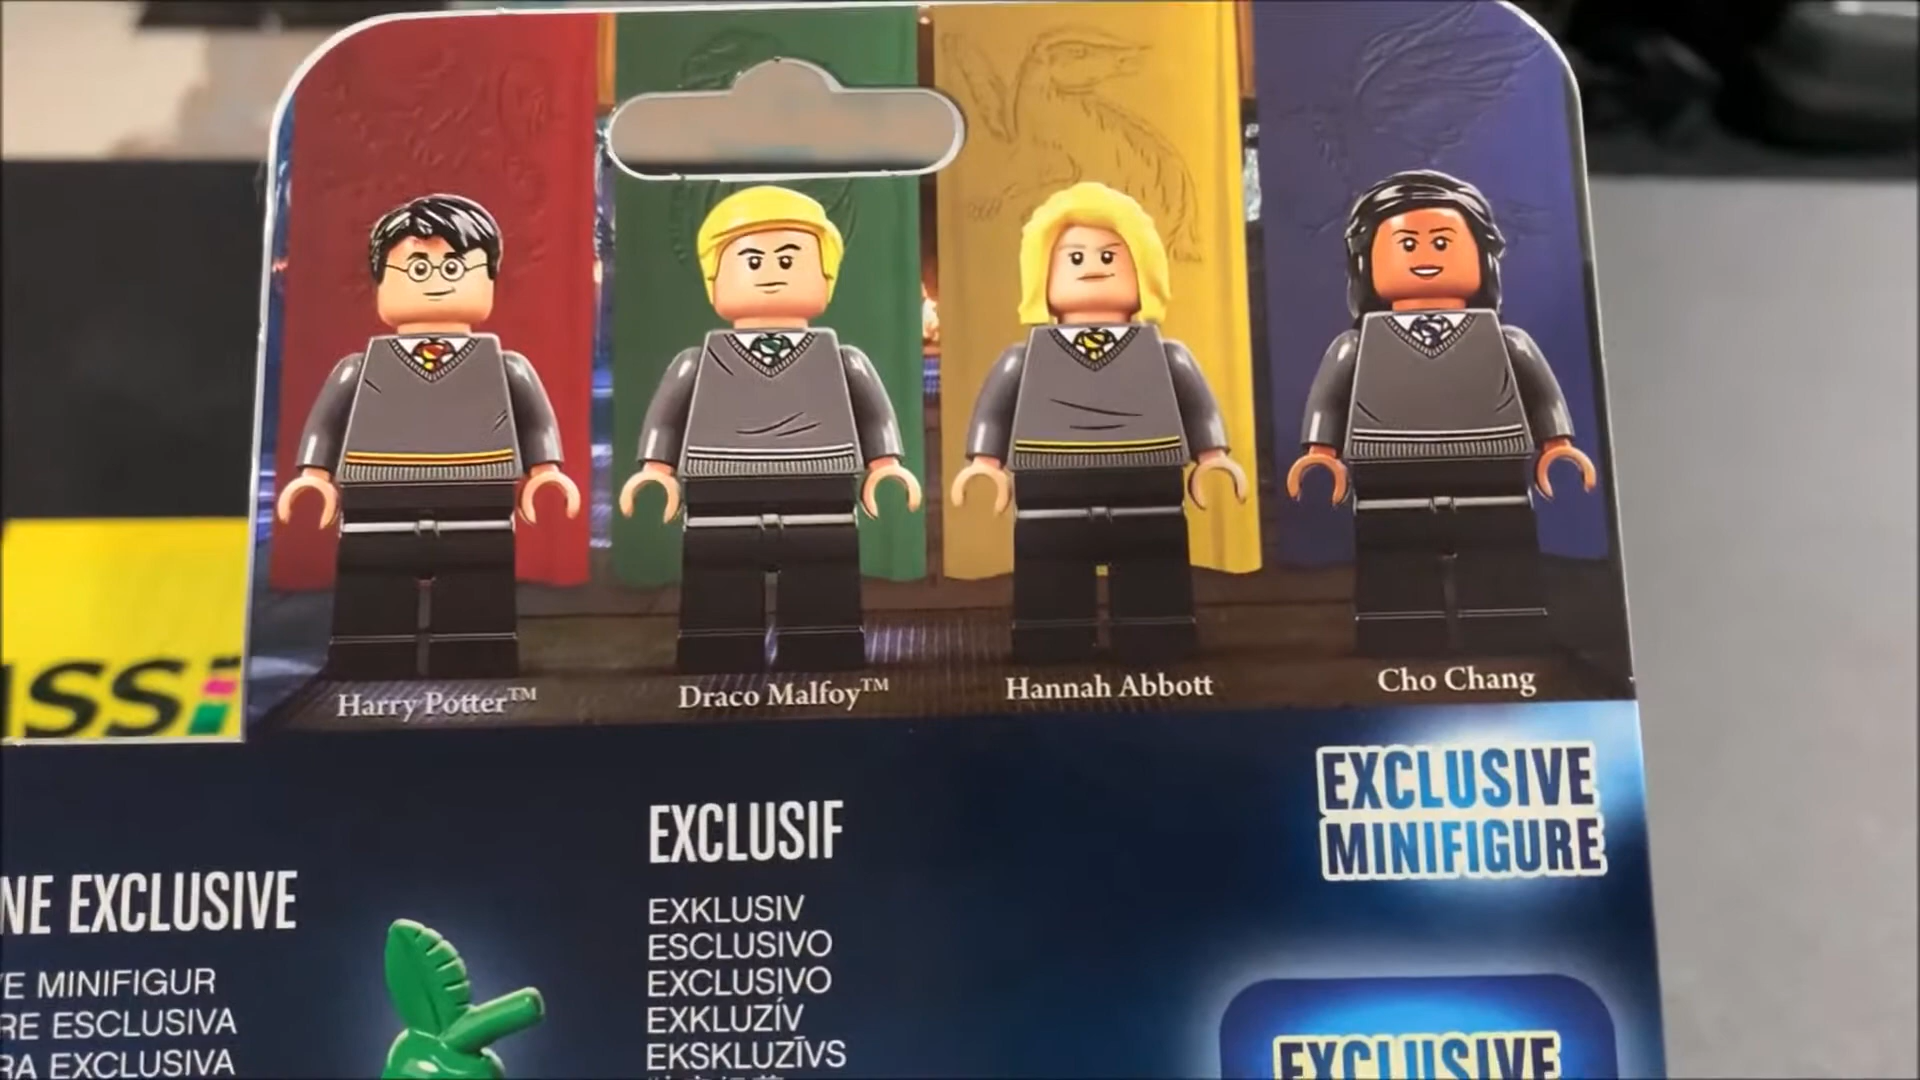 Harry Potter™
Draco Malfoy™
Hannah Abbott
Cho Chang
EXCLUSIVE
MINIFIGURE
EXCLUSIF
EXKLUSIV
ESCLUSIVO
EXCLUSIVO
EXKLUZÍV
EKSKLUZĪVS
NE EXCLUSIVE
E MINIFIGUR
RE ESCLUSIVA
RA EXCLUSIVA
EXCLUSIVE
ASS